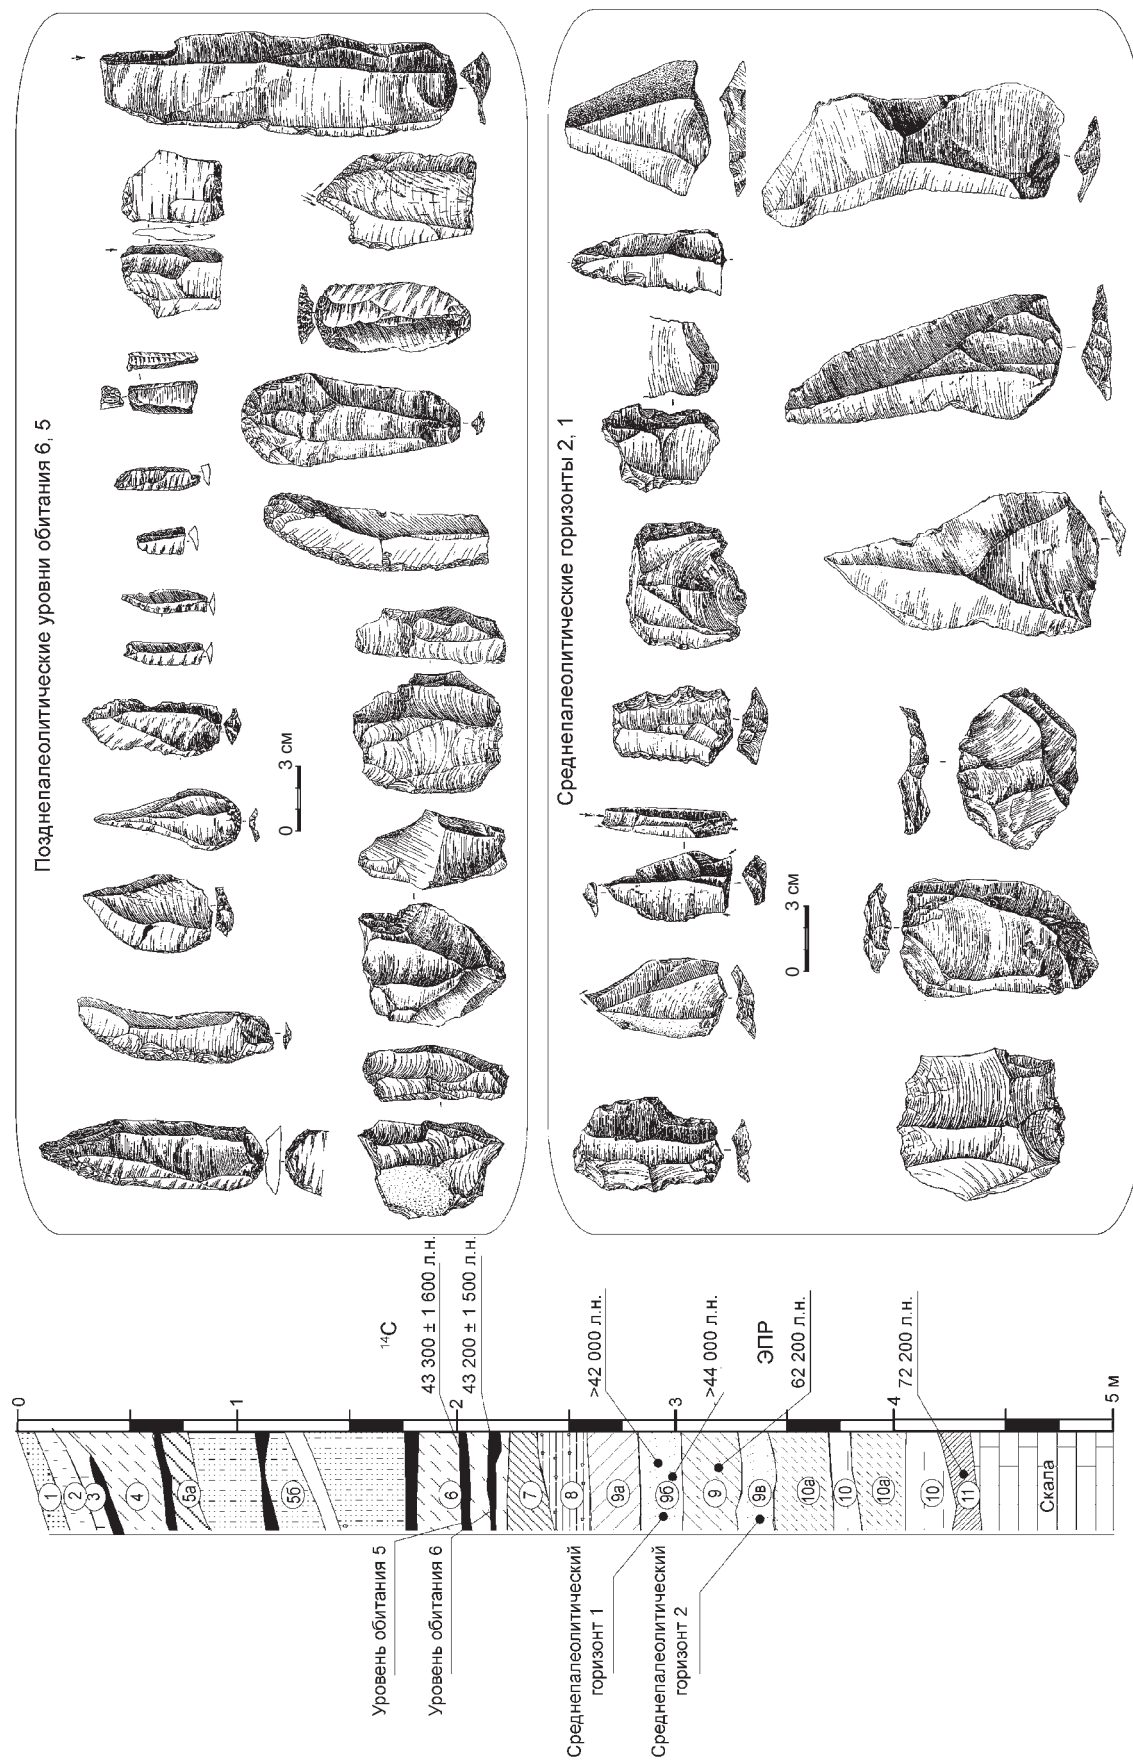 Позднепалеолитические уровни обитания 6, 5
0 3 см
Среднепалеолитические горизонты 2, 1
0 3 см
¹⁴C
43 300 ± 1 600 л.н.
43 200 ± 1 500 л.н.
>42 000 л.н.
>44 000 л.н.
ЭПР
62 200 л.н.
72 200 л.н.
0
1
2
3
4
5 м
1
2
3
4
5а
5б
6
7
8
9а
9б
9
9в
10а
10
10а
10
11
Скала
Уровень обитания 5
Уровень обитания 6
Среднепалеолитический
горизонт 1
Среднепалеолитический
горизонт 2